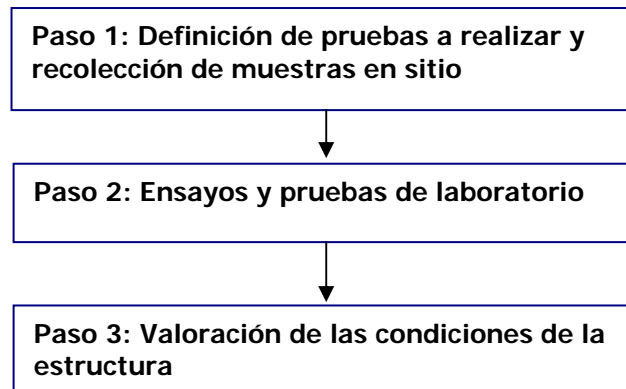 Paso 1: Definición de pruebas a realizar y
recolección de muestras en sitio
Paso 2: Ensayos y pruebas de laboratorio
Paso 3: Valoración de las condiciones de la
estructura